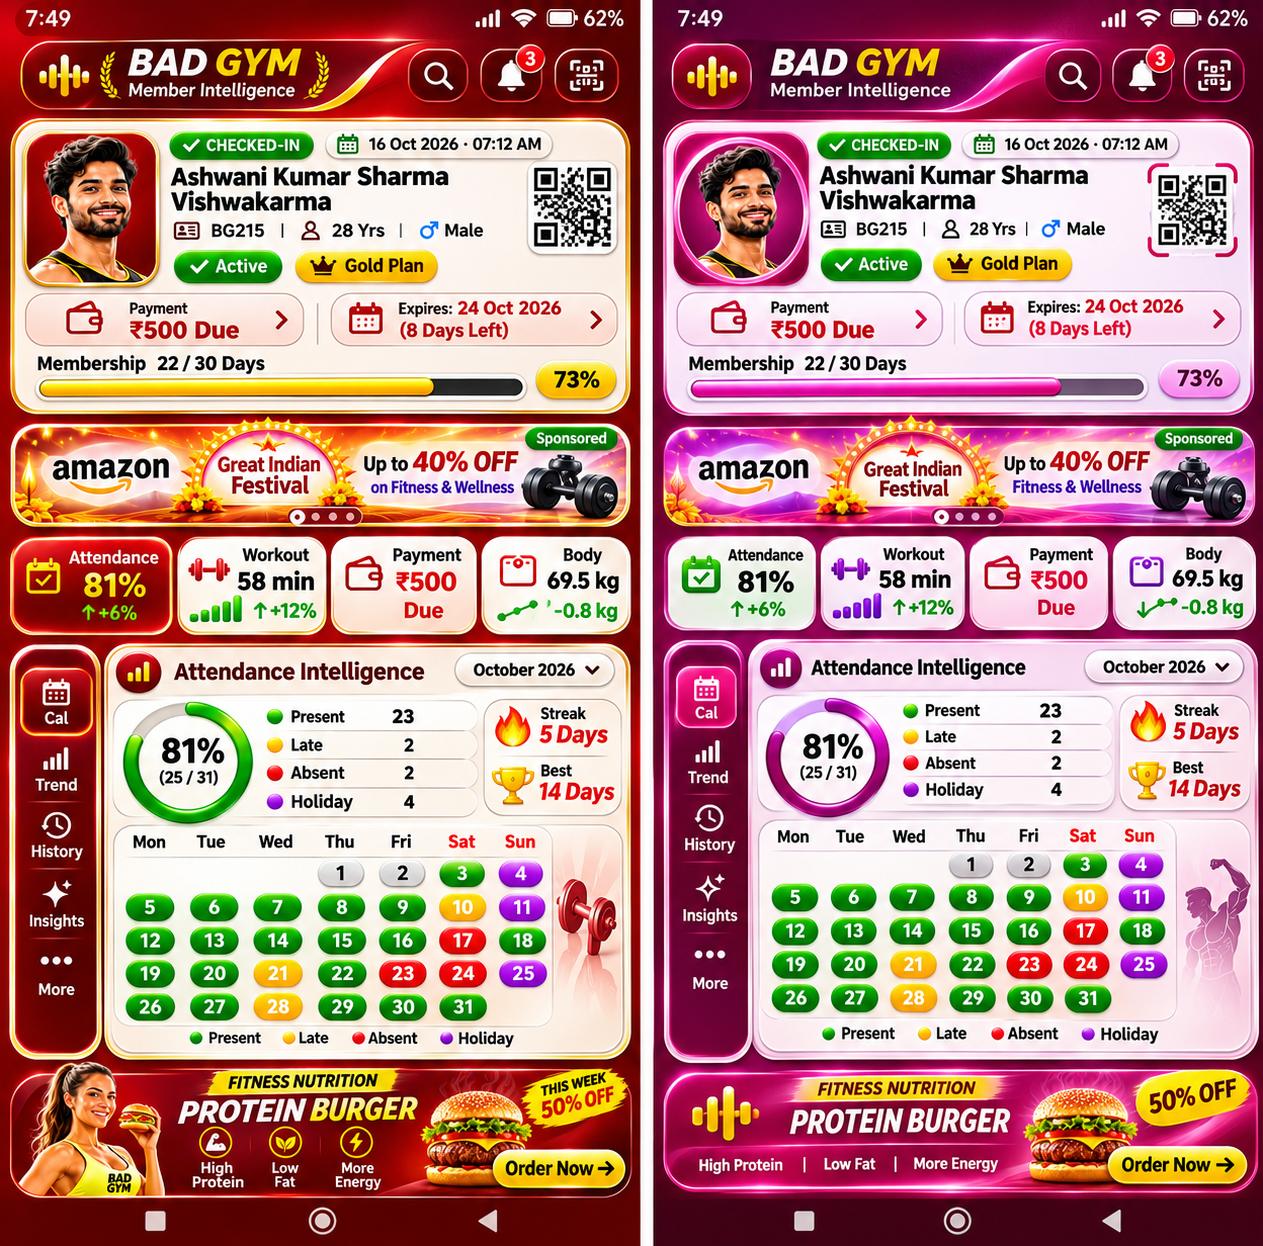 7:49
62%
BAD GYM
Member Intelligence
3
CHECKED-IN
16 Oct 2026 · 07:12 AM
Ashwani Kumar Sharma
Vishwakarma
BG215 | 28 Yrs | Male
Active
Gold Plan
Payment
₹500 Due
Expires: 24 Oct 2026
(8 Days Left)
Membership 22 / 30 Days
73%
Sponsored
amazon
Great Indian
Festival
Up to 40% OFF
on Fitness & Wellness
Attendance
81%
↑+6%
Workout
58 min
↑+12%
Payment
₹500
Due
Body
69.5 kg
-0.8 kg
Cal
Trend
History
Insights
More
Attendance Intelligence
October 2026
81%
(25 / 31)
Present 23
Late 2
Absent 2
Holiday 4
Streak
5 Days
Best
14 Days
Mon Tue Wed Thu Fri Sat Sun
1 2 3 4
5 6 7 8 9 10 11
12 13 14 15 16 17 18
19 20 21 22 23 24 25
26 27 28 29 30 31
Present Late Absent Holiday
BAD
GYM
FITNESS NUTRITION
PROTEIN BURGER
High
Protein
Low
Fat
More
Energy
THIS WEEK
50% OFF
Order Now →
7:49
62%
BAD GYM
Member Intelligence
3
CHECKED-IN
16 Oct 2026 · 07:12 AM
Ashwani Kumar Sharma
Vishwakarma
BG215 | 28 Yrs | Male
Active
Gold Plan
Payment
₹500 Due
Expires: 24 Oct 2026
(8 Days Left)
Membership 22 / 30 Days
73%
Sponsored
amazon
Great Indian
Festival
Up to 40% OFF
Fitness & Wellness
Attendance
81%
↑+6%
Workout
58 min
↑+12%
Payment
₹500
Due
Body
69.5 kg
-0.8 kg
Cal
Trend
History
Insights
More
Attendance Intelligence
October 2026
81%
(25 / 31)
Present 23
Late 2
Absent 2
Holiday 4
Streak
5 Days
Best
14 Days
Mon Tue Wed Thu Fri Sat Sun
1 2 3 4
5 6 7 8 9 10 11
12 13 14 15 16 17 18
19 20 21 22 23 24 25
26 27 28 29 30 31
Present Late Absent Holiday
FITNESS NUTRITION
PROTEIN BURGER
High Protein | Low Fat | More Energy
50% OFF
Order Now →